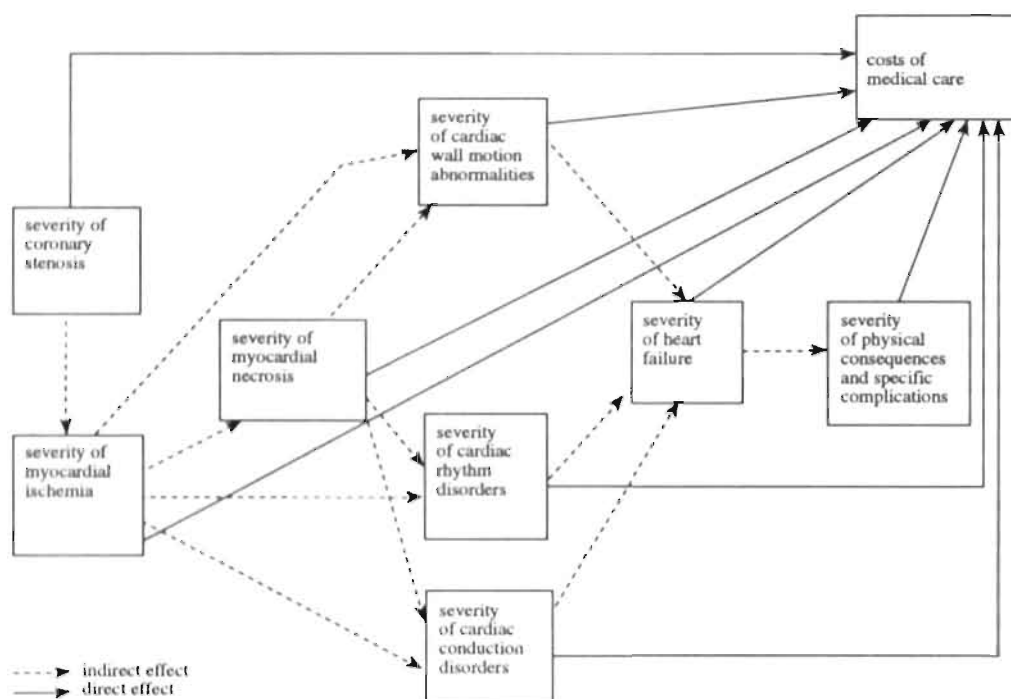 costs of
medical care
severity
of cardiac
wall motion
abnormalities
severity of
coronary
stenosis
severity of
myocardial
necrosis
severity
of heart
failure
severity
of physical
consequences
and specific
complications
severity of
myocardial
ischemia
severity
of cardiac
rhythm
disorders
severity
of cardiac
conduction
disorders
indirect effect
direct effect